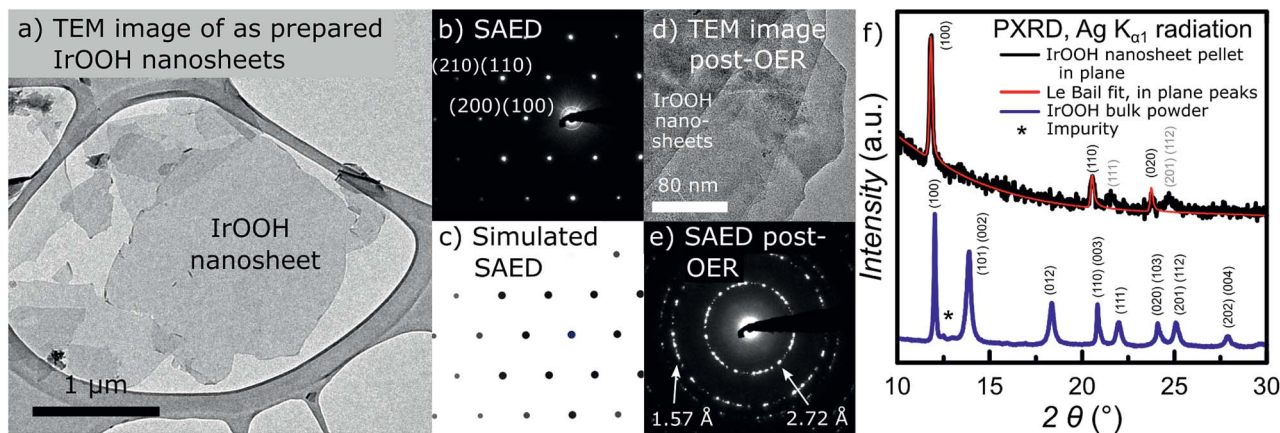 a) TEM image of as prepared
IrOOH nanosheets
IrOOH
nanosheet
1 µm
b) SAED
(210)(110)
(200)(100)
c) Simulated
SAED
d) TEM image
post-OER
IrOOH
nano-
sheets
80 nm
e) SAED post-
OER
1.57 Å
2.72 Å
f)
PXRD, Ag Kα1 radiation
IrOOH nanosheet pellet
in plane
Le Bail fit, in plane peaks
IrOOH bulk powder
* Impurity
(100)
(110)
(111)
(020)
(201) (112)
(100)
*
(101) (002)
(012)
(110) (003)
(111)
(020) (103)
(201) (112)
(202) (004)
Intensity (a.u.)
10 15 20 25 30
2 θ (°)